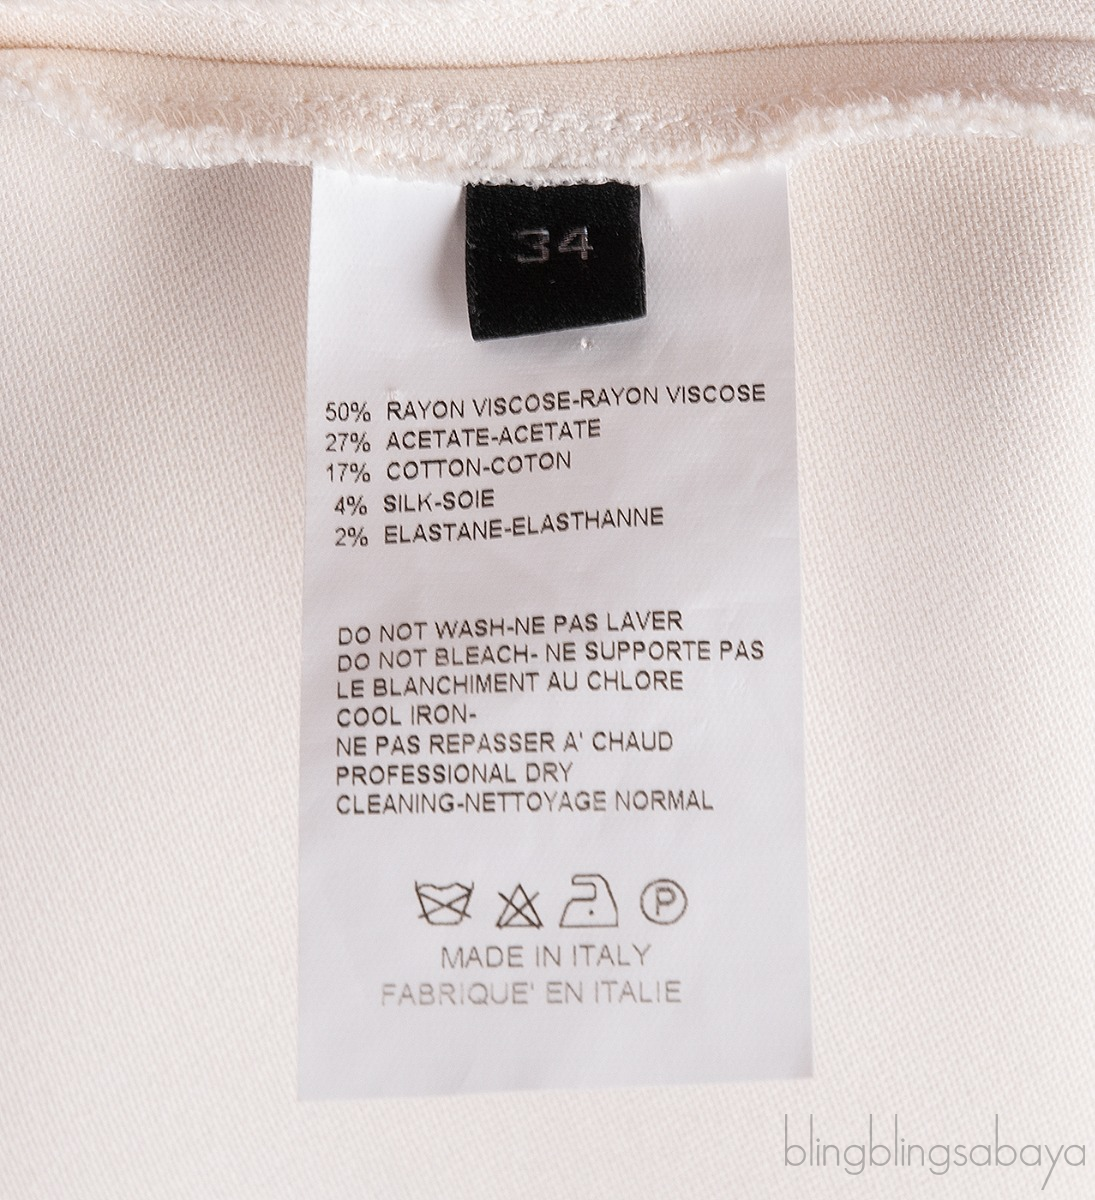 34
50% RAYON VISCOSE-RAYON VISCOSE
27% ACETATE-ACETATE
17% COTTON-COTON
4% SILK-SOIE
2% ELASTANE-ELASTHANNE
DO NOT WASH-NE PAS LAVER
DO NOT BLEACH- NE SUPPORTE PAS
LE BLANCHIMENT AU CHLORE
COOL IRON-
NE PAS REPASSER A' CHAUD
PROFESSIONAL DRY
CLEANING-NETTOYAGE NORMAL
P
MADE IN ITALY
FABRIQUE' EN ITALIE
blingblingsabaya